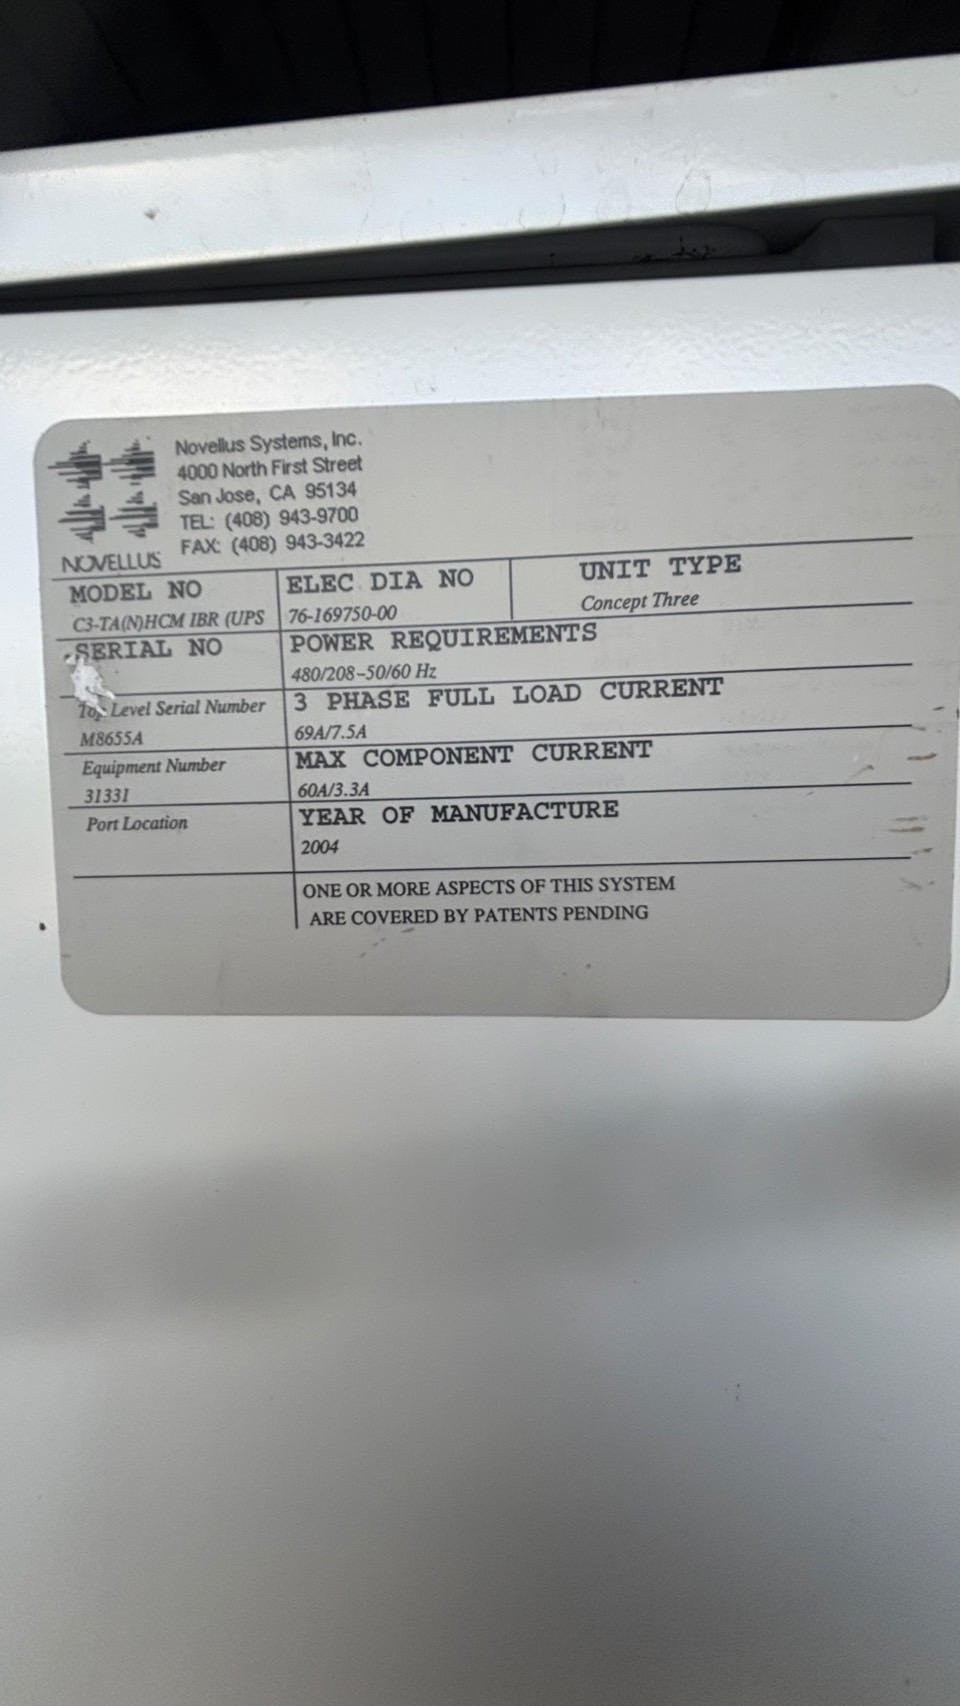 Novellus Systems, Inc.
4000 North First Street
San Jose, CA 95134
TEL: (408) 943-9700
FAX: (408) 943-3422
NOVELLUS
MODEL NO
C3-TA(N)HCM IBR (UPS
ELEC DIA NO
76-169750-00
UNIT TYPE
Concept Three
SERIAL NO
POWER REQUIREMENTS
480/208-50/60 Hz
Top Level Serial Number
M8655A
3 PHASE FULL LOAD CURRENT
69A/7.5A
Equipment Number
31331
MAX COMPONENT CURRENT
60A/3.3A
Port Location
YEAR OF MANUFACTURE
2004
ONE OR MORE ASPECTS OF THIS SYSTEM
ARE COVERED BY PATENTS PENDING